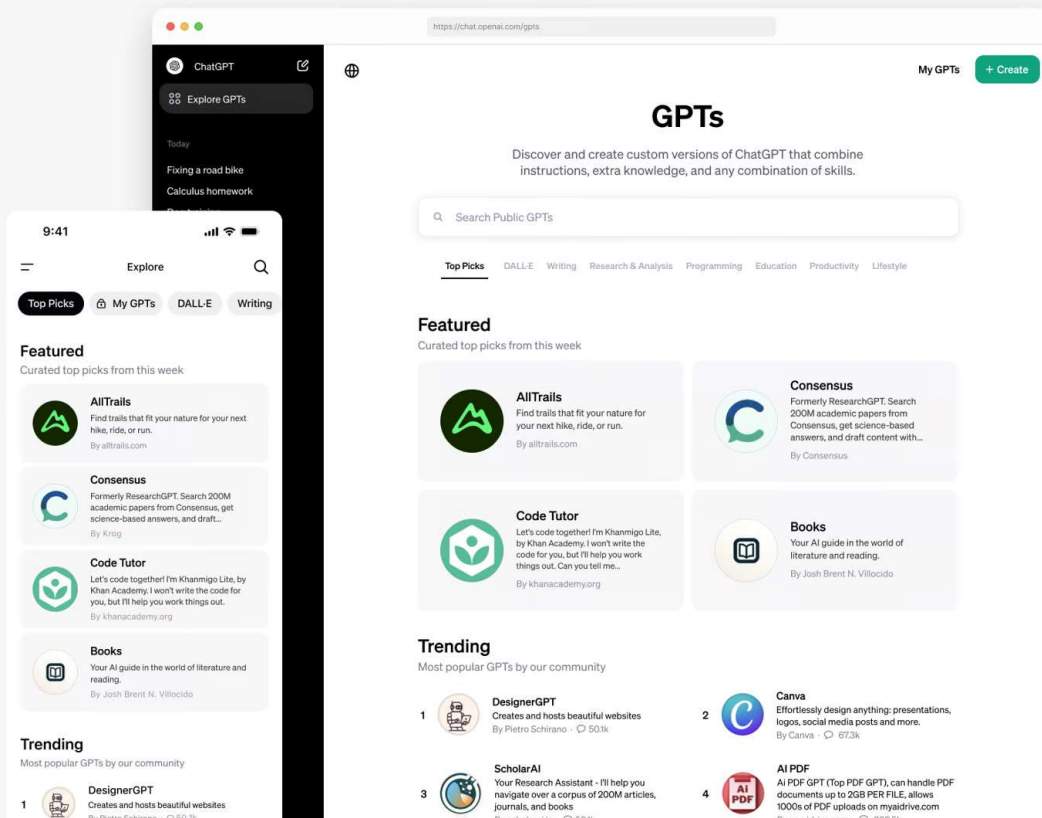 https://chat.openai.com/gpts
ChatGPT
Explore GPTs
Today
Fixing a road bike
Calculus homework
My GPTs
+ Create
GPTs
Discover and create custom versions of ChatGPT that combine
instructions, extra knowledge, and any combination of skills.
Search Public GPTs
Top Picks DALL·E Writing Research & Analysis Programming Education Productivity Lifestyle
Featured
Curated top picks from this week
AllTrails
Find trails that fit your nature for
your next hike, ride, or run.
By alltrails.com
Consensus
Formerly ResearchGPT. Search
200M academic papers from
Consensus, get science-based
answers, and draft content with...
By Consensus
Code Tutor
Let's code together! I'm Khanmigo Lite,
by Khan Academy. I won't write the
code for you, but I'll help you work
things out. Can you tell me...
By khanacademy.org
Books
Your AI guide in the world of
literature and reading.
By Josh Brent N. Villocido
Trending
Most popular GPTs by our community
1
DesignerGPT
Creates and hosts beautiful websites
By Pietro Schirano · 50.1k
2
Canva
Effortlessly design anything: presentations,
logos, social media posts and more.
By Canva · 67.3k
3
ScholarAI
Your Research Assistant - I'll help you
navigate over a corpus of 200M articles,
journals, and books
4
Ai
PDF
AI PDF
Ai PDF GPT (Top PDF GPT), can handle PDF
documents up to 2GB PER FILE, allows
1000s of PDF uploads on myaidrive.com
9:41
Explore
Top Picks My GPTs DALL·E Writing
Featured
Curated top picks from this week
AllTrails
Find trails that fit your nature for your next
hike, ride, or run.
By alltrails.com
Consensus
Formerly ResearchGPT. Search 200M
academic papers from Consensus, get
science-based answers, and draft...
By Krog
Code Tutor
Let's code together! I'm Khanmigo Lite, by
Khan Academy. I won't write the code for
you, but I'll help you work things out.
By khanacademy.org
Books
Your AI guide in the world of literature and
reading.
By Josh Brent N. Villocido
Trending
Most popular GPTs by our community
1
DesignerGPT
Creates and hosts beautiful websites